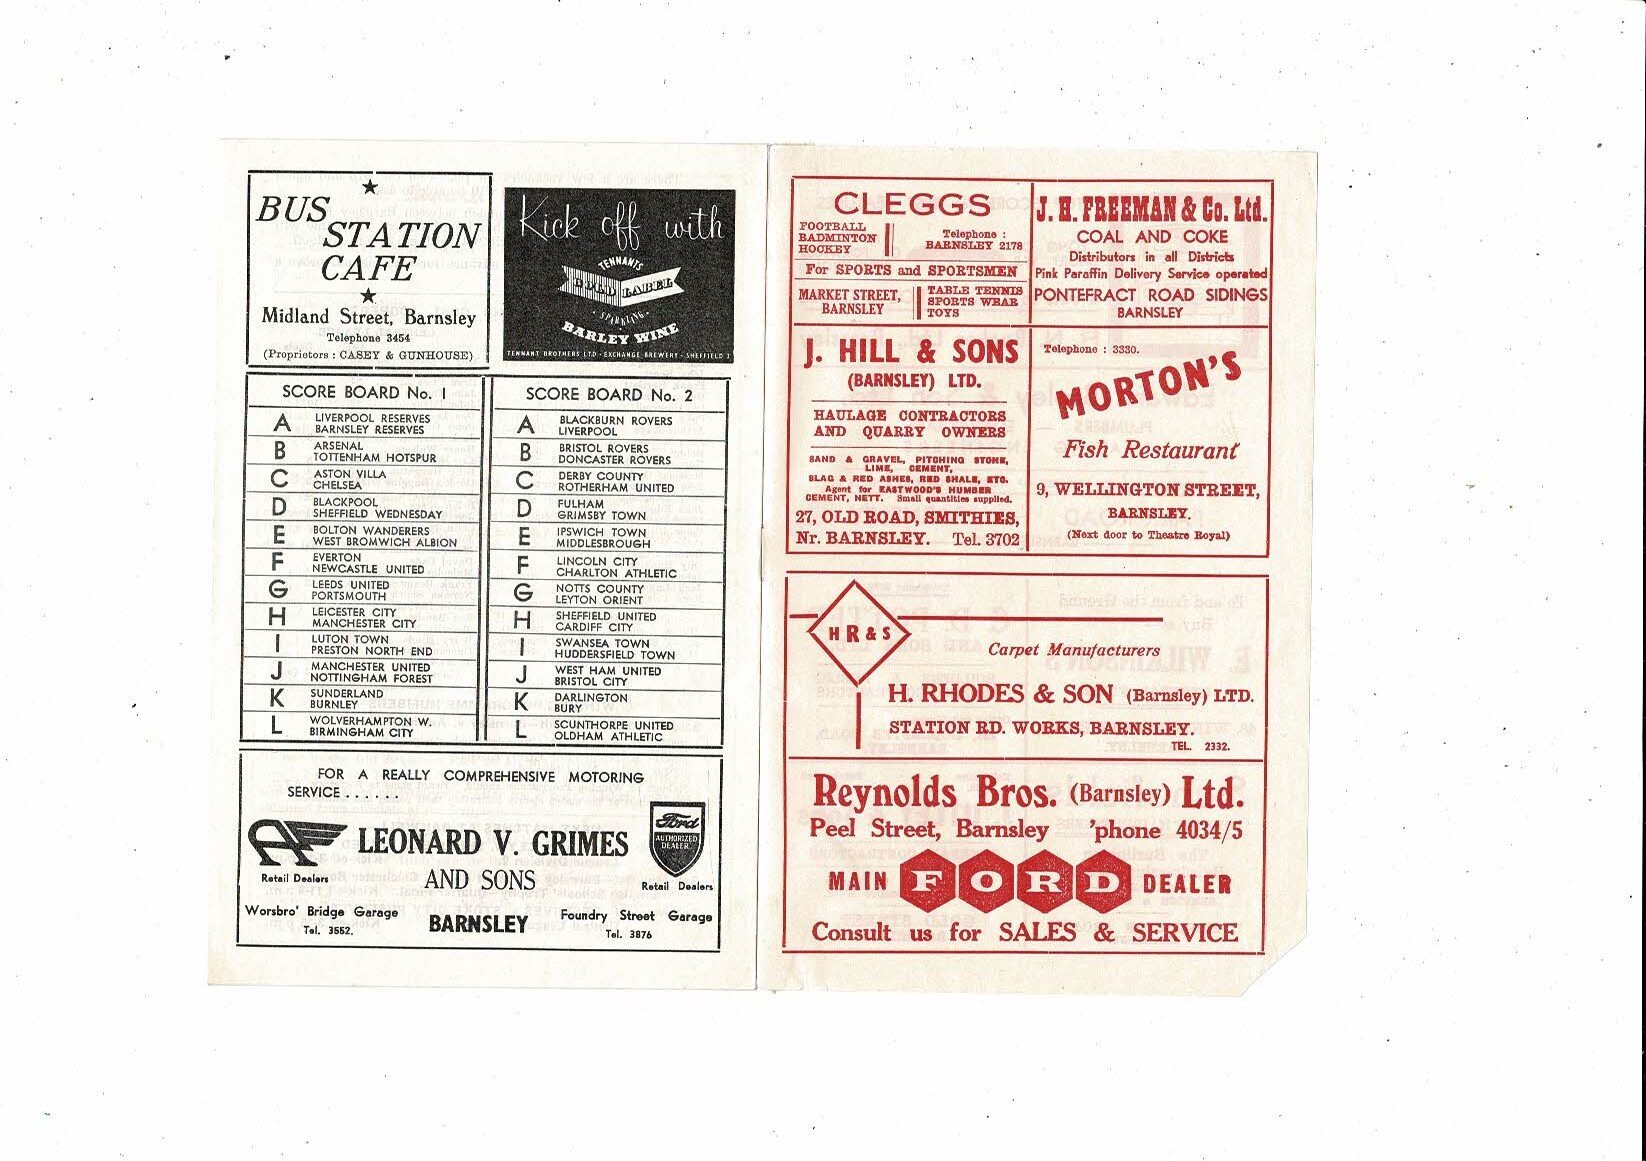 BUS
STATION
CAFE
Midland Street, Barnsley
Telephone 3454
(Proprietors : CASEY & GUNHOUSE)
Kick off with
TENNANTS
GOLD LABEL
· SPARKLING ·
BARLEY WINE
TENNANT BROTHERS LTD · EXCHANGE BREWERY · SHEFFIELD 3
SCORE BOARD No. 1
A LIVERPOOL RESERVES
BARNSLEY RESERVES
B ARSENAL
TOTTENHAM HOTSPUR
C ASTON VILLA
CHELSEA
D BLACKPOOL
SHEFFIELD WEDNESDAY
E BOLTON WANDERERS
WEST BROMWICH ALBION
F EVERTON
NEWCASTLE UNITED
G LEEDS UNITED
PORTSMOUTH
H LEICESTER CITY
MANCHESTER CITY
I LUTON TOWN
PRESTON NORTH END
J MANCHESTER UNITED
NOTTINGHAM FOREST
K SUNDERLAND
BURNLEY
L WOLVERHAMPTON W.
BIRMINGHAM CITY
SCORE BOARD No. 2
A BLACKBURN ROVERS
LIVERPOOL
B BRISTOL ROVERS
DONCASTER ROVERS
C DERBY COUNTY
ROTHERHAM UNITED
D FULHAM
GRIMSBY TOWN
E IPSWICH TOWN
MIDDLESBROUGH
F LINCOLN CITY
CHARLTON ATHLETIC
G NOTTS COUNTY
LEYTON ORIENT
H SHEFFIELD UNITED
CARDIFF CITY
I SWANSEA TOWN
HUDDERSFIELD TOWN
J WEST HAM UNITED
BRISTOL CITY
K DARLINGTON
BURY
L SCUNTHORPE UNITED
OLDHAM ATHLETIC
FOR A REALLY COMPREHENSIVE MOTORING
SERVICE . . . . . .
LEONARD V. GRIMES
AND SONS
Retail Dealers
Ford
AUTHORIZED
DEALER
Retail Dealers
Worsbro' Bridge Garage
Tel. 3552.
BARNSLEY
Foundry Street Garage
Tel. 3876
CLEGGS
FOOTBALL
BADMINTON
HOCKEY
Telephone :
BARNSLEY 2178
For SPORTS and SPORTSMEN
MARKET STREET,
BARNSLEY
TABLE TENNIS
SPORTS WEAR
TOYS
J. H. FREEMAN & Co. Ltd.
COAL AND COKE
Distributors in all Districts
Pink Paraffin Delivery Service operated
PONTEFRACT ROAD SIDINGS
BARNSLEY
J. HILL & SONS
(BARNSLEY) LTD.
HAULAGE CONTRACTORS
AND QUARRY OWNERS
SAND & GRAVEL, PITCHING STONE,
LIME, CEMENT,
SLAG & RED ASHES, RED SHALE, ETC.
Agent for EASTWOOD'S HUMBER
CEMENT, NETT. Small quantities supplied.
27, OLD ROAD, SMITHIES,
Nr. BARNSLEY. Tel. 3702
Telephone : 3330.
MORTON'S
Fish Restaurant
9, WELLINGTON STREET,
BARNSLEY.
(Next door to Theatre Royal)
HR&S
Carpet Manufacturers
H. RHODES & SON (Barnsley) LTD.
STATION RD. WORKS, BARNSLEY.
TEL. 2332.
Reynolds Bros. (Barnsley) Ltd.
Peel Street, Barnsley 'phone 4034/5
MAIN FORD DEALER
Consult us for SALES & SERVICE